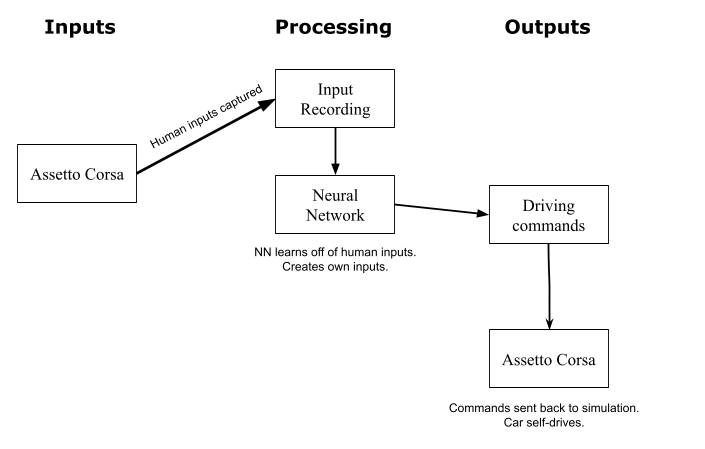 Inputs
Processing
Outputs
Human inputs captured
Input
Recording
Assetto Corsa
Neural
Network
NN learns off of human inputs.
Creates own inputs.
Driving
commands
Assetto Corsa
Commands sent back to simulation.
Car self-drives.